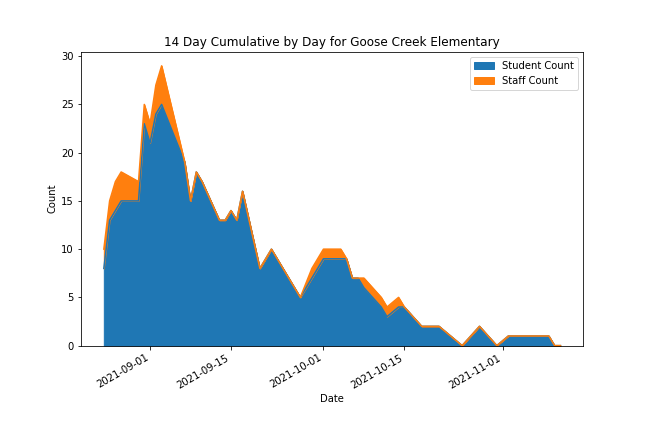 14 Day Cumulative by Day for Goose Creek Elementary
Student Count
Staff Count
30
25
20
15
10
5
0
Count
2021-09-01
2021-09-15
2021-10-01
2021-10-15
2021-11-01
Date